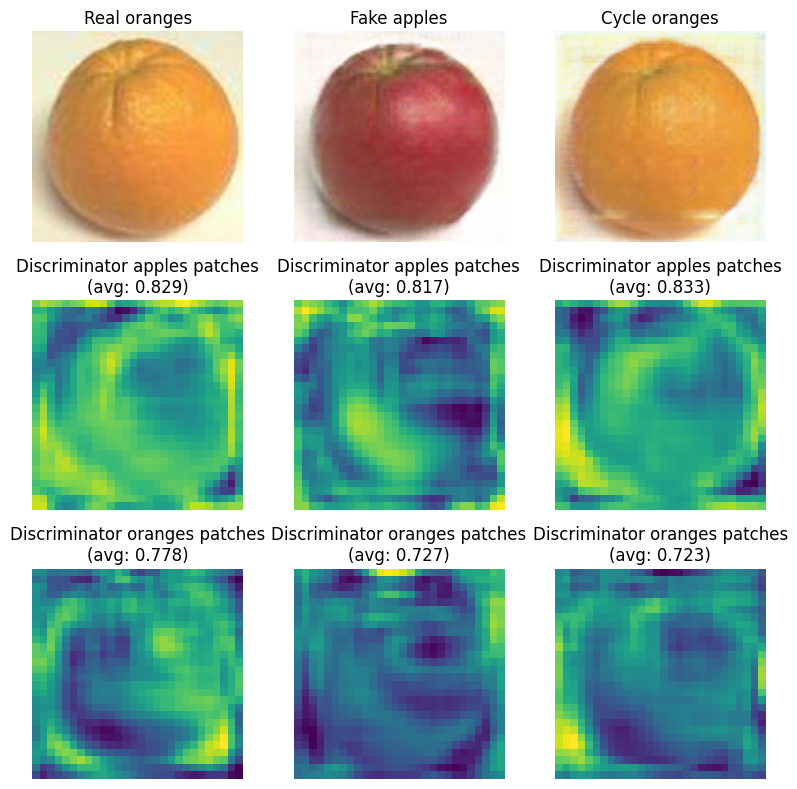 Real oranges
Fake apples
Cycle oranges
Discriminator apples patches
(avg: 0.829)
Discriminator apples patches
(avg: 0.817)
Discriminator apples patches
(avg: 0.833)
Discriminator oranges patches
(avg: 0.778)
Discriminator oranges patches
(avg: 0.727)
Discriminator oranges patches
(avg: 0.723)